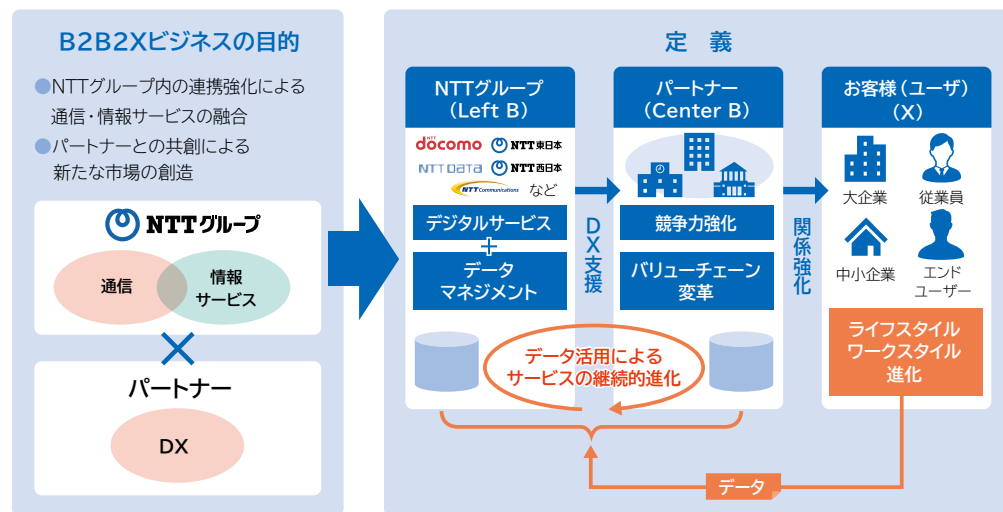 B2B2Xビジネスの目的
●NTTグループ内の連携強化による
通信・情報サービスの融合
●パートナーとの共創による
新たな市場の創造
NTTグループ
通信
情報
サービス
×
パートナー
DX
定 義
NTTグループ
(Left B)
NTT
docomo
NTT東日本
NTT DATA
NTT西日本
NTT Communications
など
デジタルサービス
+
データ
マネジメント
DX支援
パートナー
(Center B)
競争力強化
バリューチェーン
変革
関係強化
お客様(ユーザ)
(X)
大企業
従業員
中小企業
エンド
ユーザー
ライフスタイル
ワークスタイル
進化
データ活用による
サービスの継続的進化
データ